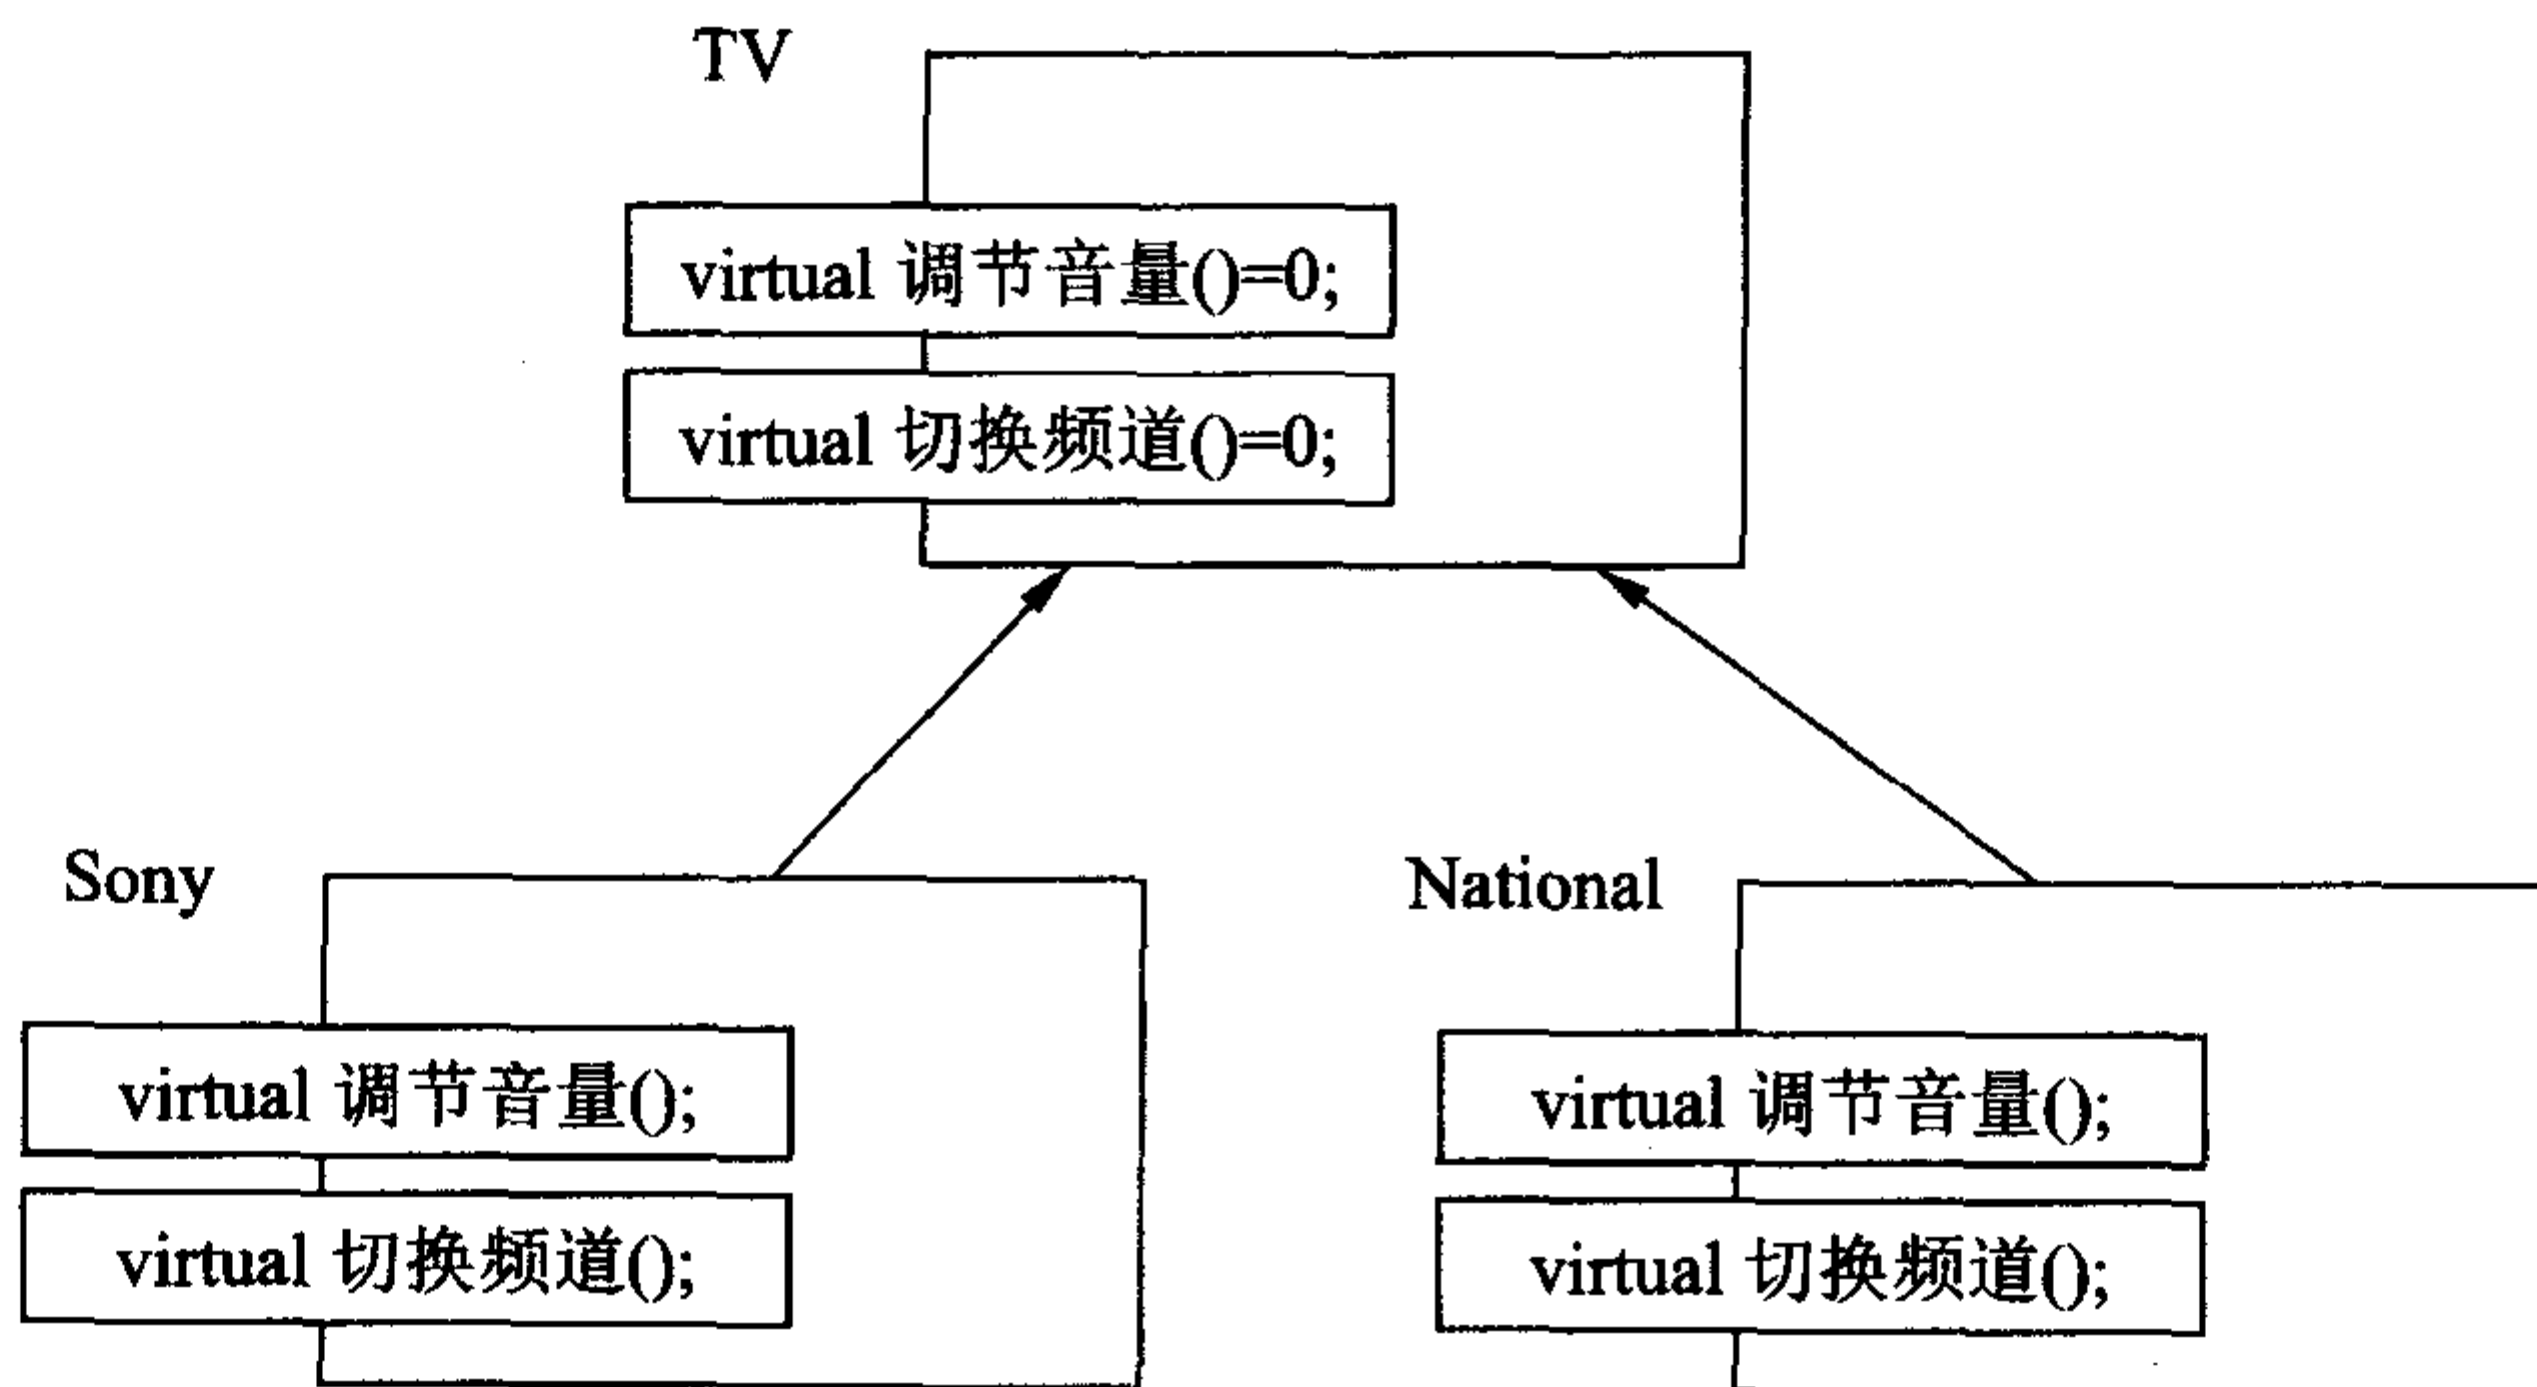 TV
virtual 调节音量()=0;
virtual 切换频道()=0;
Sony
virtual 调节音量();
virtual 切换频道();
National
virtual 调节音量();
virtual 切换频道();